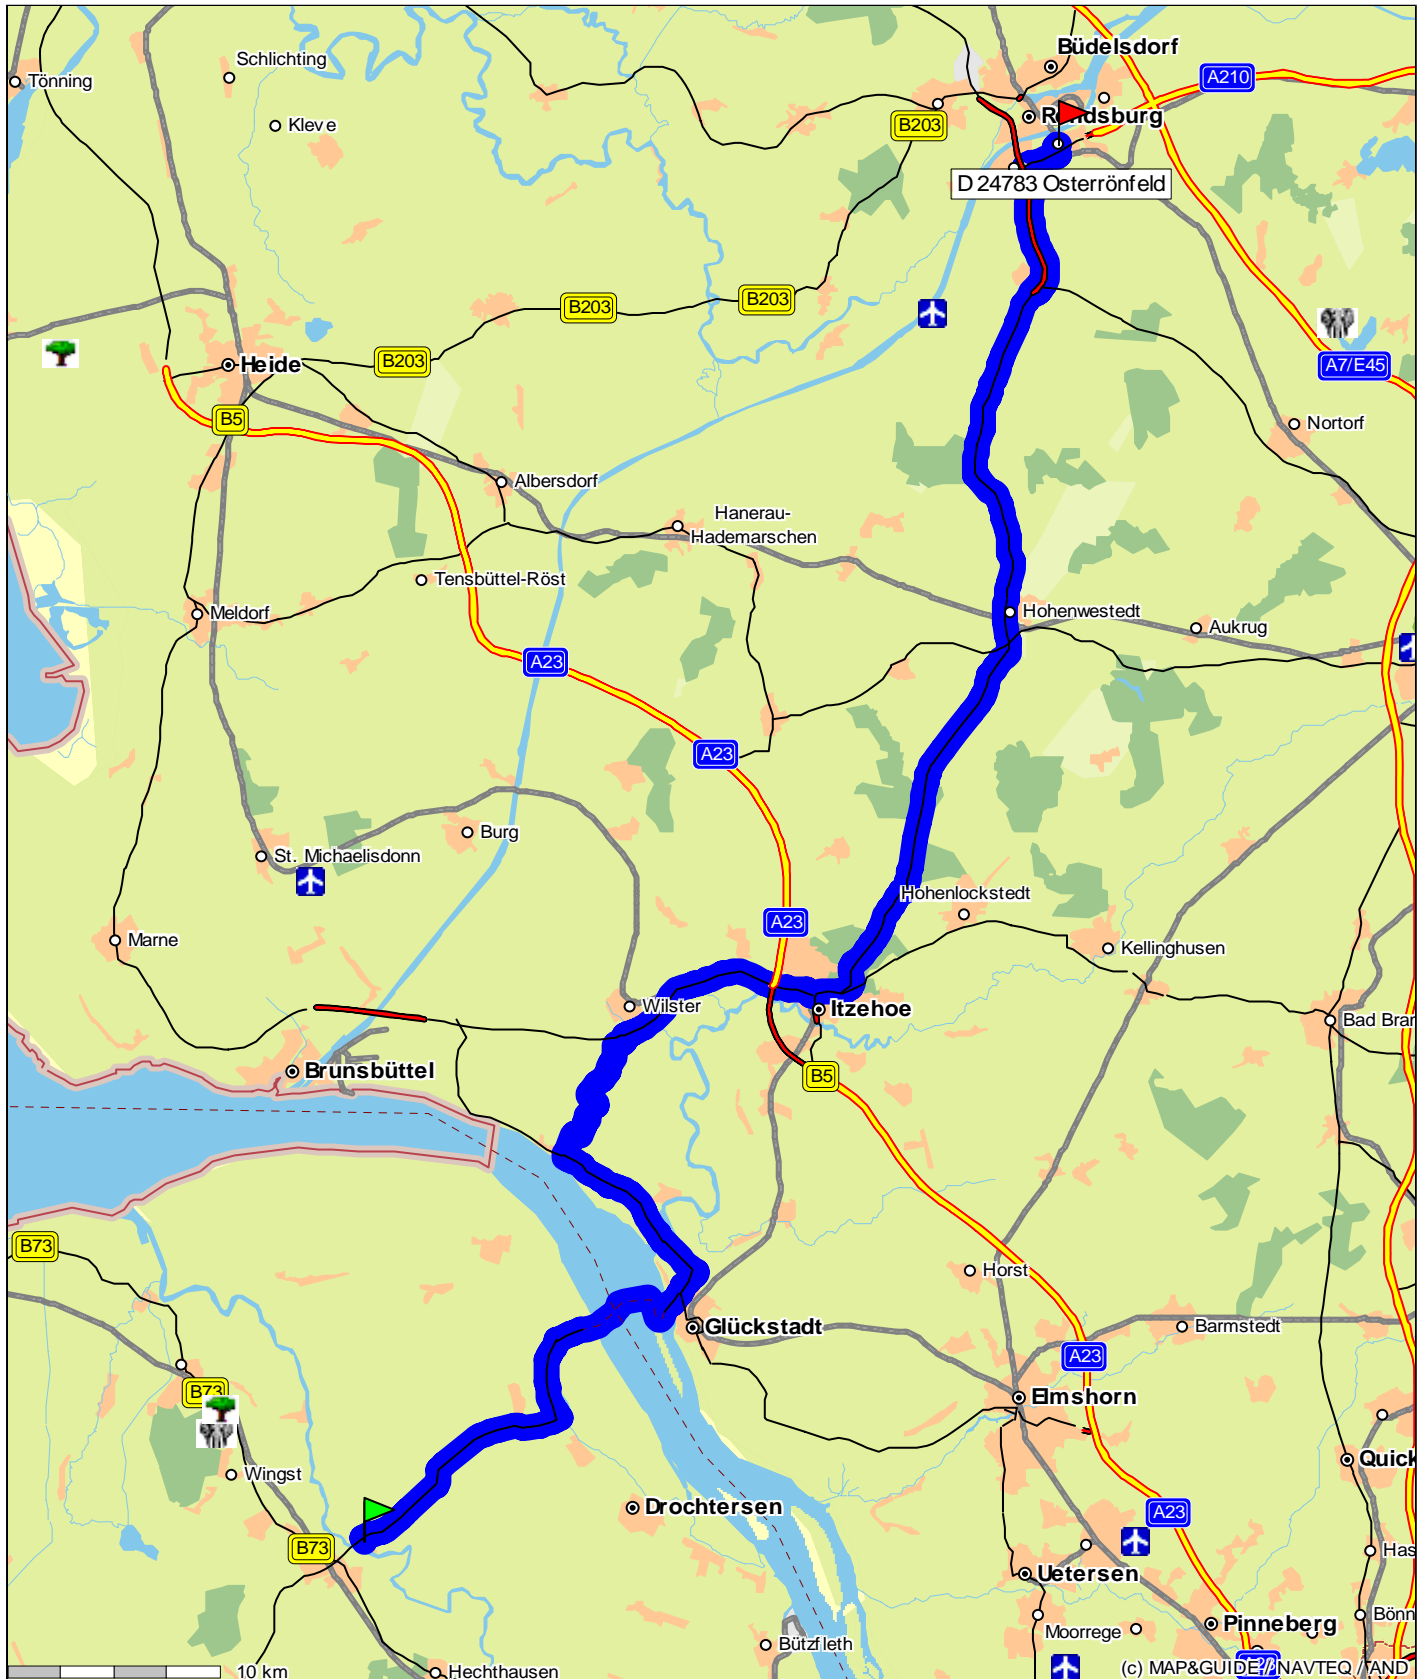 Büdelsdorf
Schlichting
Tönning
A210
Kleve
B203
D 24783 Osterrönfeld
B203
B203
B203
Heide
A7/E45
B5
Nortorf
Albersdorf
Hanerau-
Hademarschen
Tensbüttel-Röst
Meldorf
Hohenwestedt
Aukrug
A23
A23
Burg
St. Michaelisdonn
Hohenlockstedt
A23
Marne
Kellinghusen
Wilster
Itzehoe
Bad Brar
Brunsbüttel
B5
B73
Horst
Glückstadt
Barmstedt
A23
B73
Elmshorn
Quick
Wingst
Drochtersen
A23
B73
Has
Uetersen
Bönn
Pinneberg
Moorrege
Bützfleth
10 km
Hechthausen
(c) MAP&GUIDE / NAVTEQ / AND